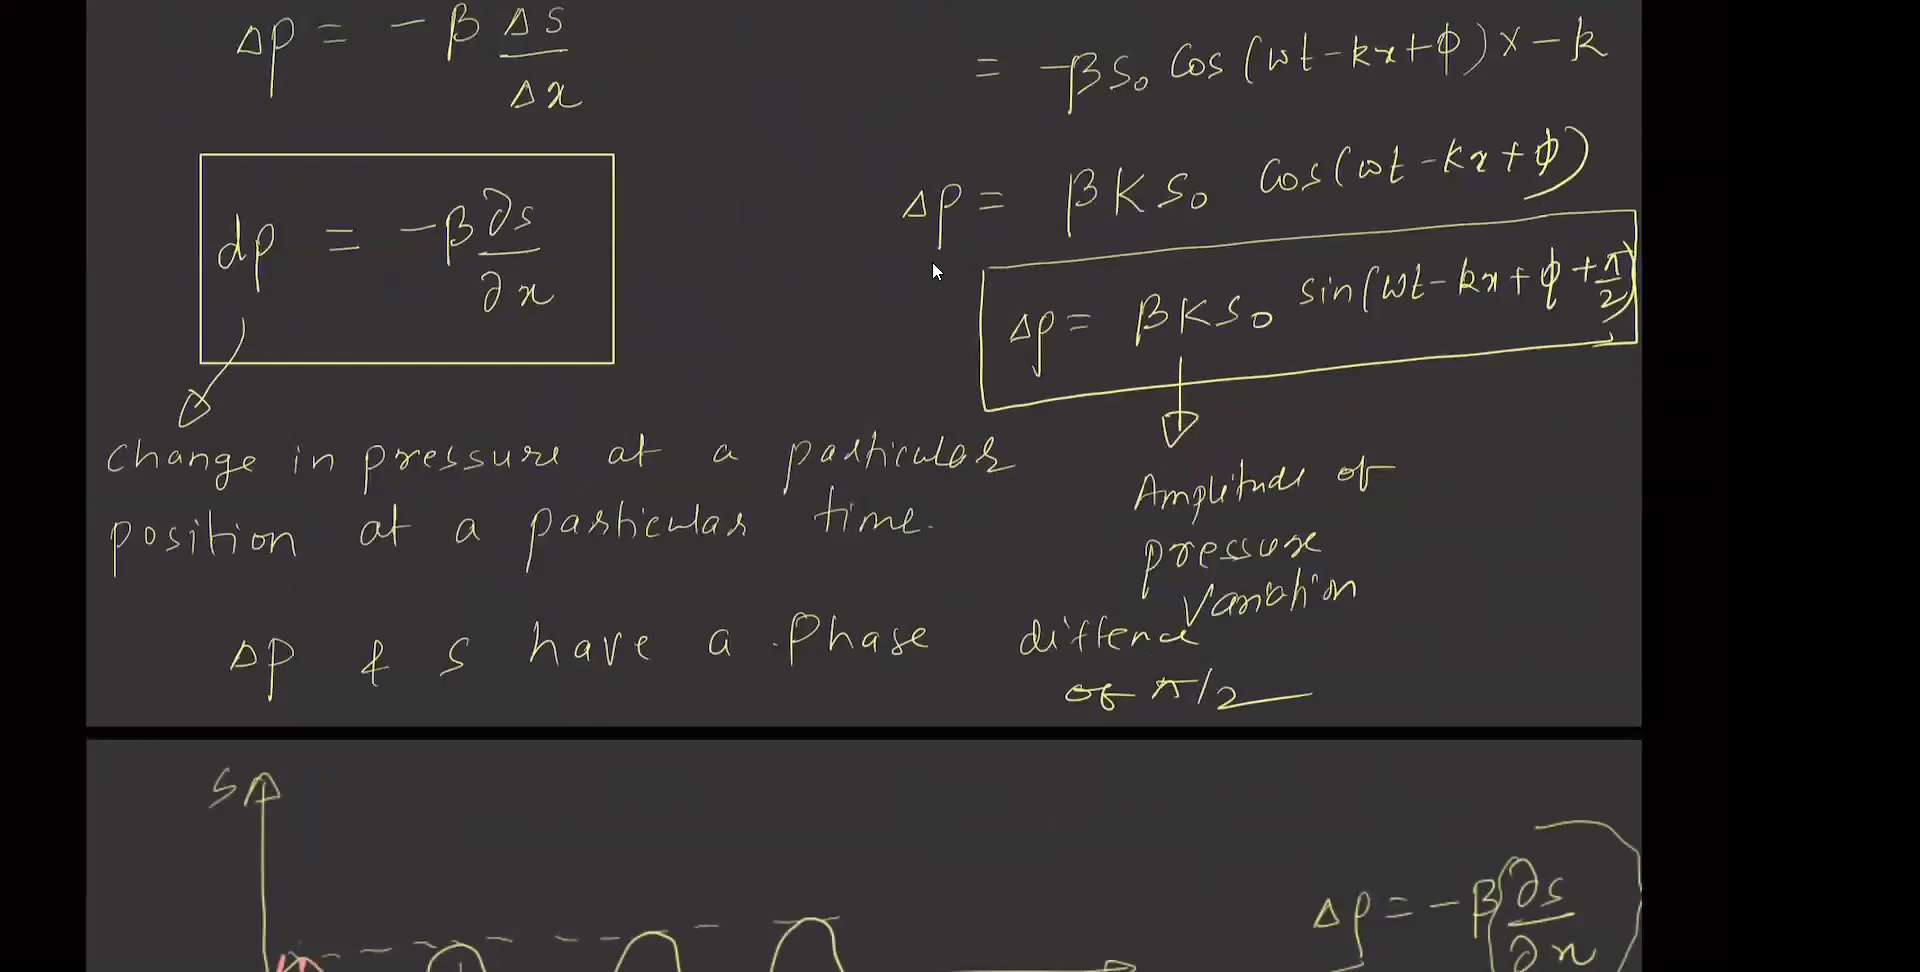 Δp = - β Δs/Δx
dp = -β ∂s/∂x
change in pressure at a particular
position at a particular time.
= -βS₀ Cos(ωt-kx+ϕ)×-k
Δp = βKS₀ Cos(ωt-kx+ϕ)
Δp = βKS₀ sin(ωt-kx+ϕ+π/2)
Amplitude of
pressure
Variation
Δp & s have a phase diffence
of π/2
S
Δp = -β ∂s/∂x